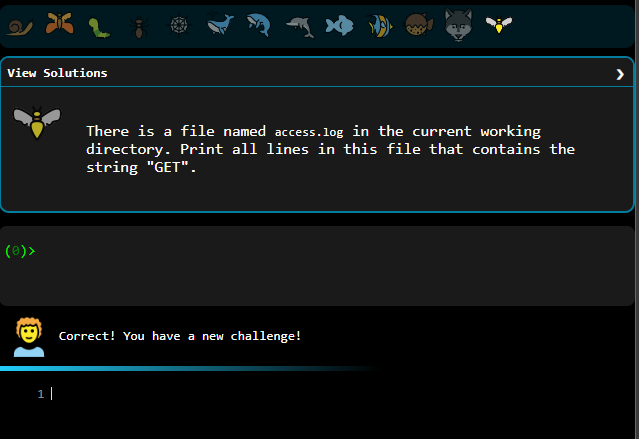 View Solutions ❯
There is a file named access.log in the current working
directory. Print all lines in this file that contains the
string "GET".
(0)>
Correct! You have a new challenge!
1